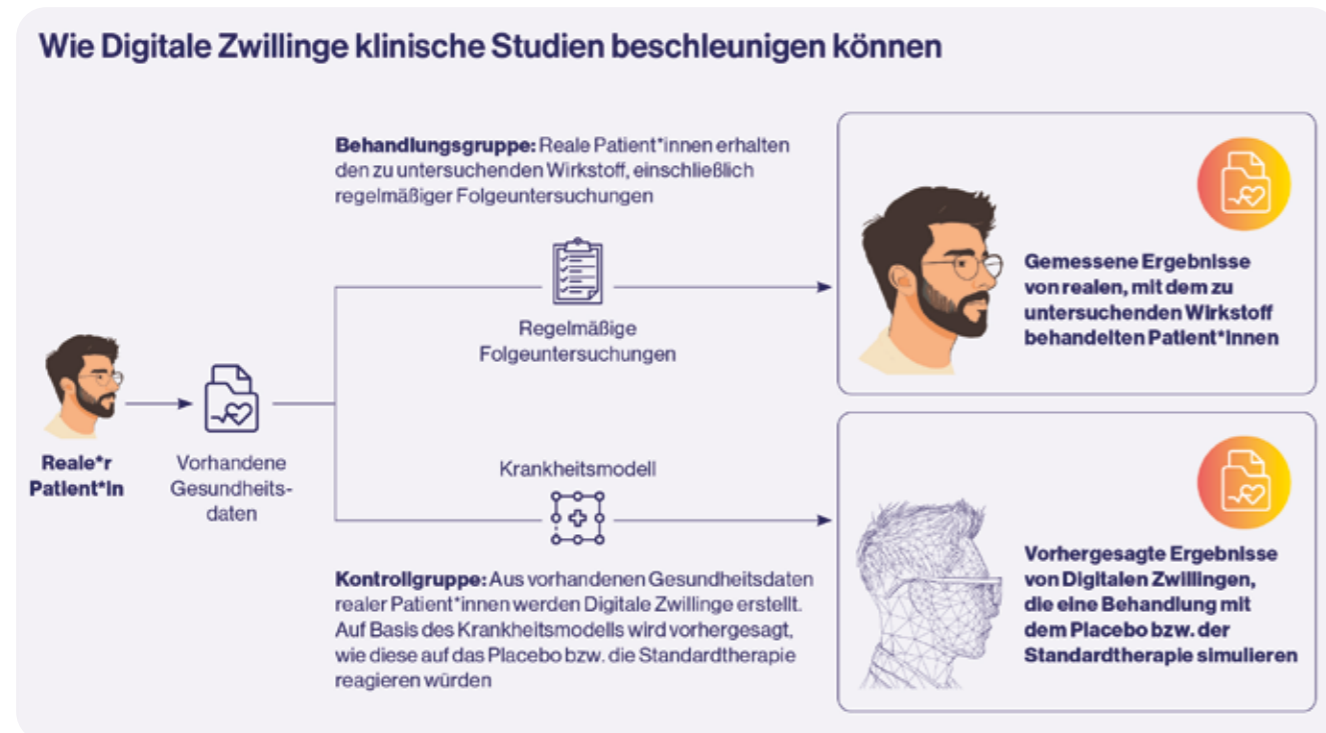 Wie Digitale Zwillinge klinische Studien beschleunigen können
Behandlungsgruppe: Reale Patient*innen erhalten
den zu untersuchenden Wirkstoff, einschließlich
regelmäßiger Folgeuntersuchungen
Regelmäßige
Folgeuntersuchungen
Gemessene Ergebnisse
von realen, mit dem zu
untersuchenden Wirkstoff
behandelten Patient*innen
Reale*r
Patient*in
Vorhandene
Gesundheits-
daten
Krankheitsmodell
Kontrollgruppe: Aus vorhandenen Gesundheitsdaten
realer Patient*innen werden Digitale Zwillinge erstellt.
Auf Basis des Krankheitsmodells wird vorhergesagt,
wie diese auf das Placebo bzw. die Standardtherapie
reagieren würden
Vorhergesagte Ergebnisse
von Digitalen Zwillingen,
die eine Behandlung mit
dem Placebo bzw. der
Standardtherapie simulieren